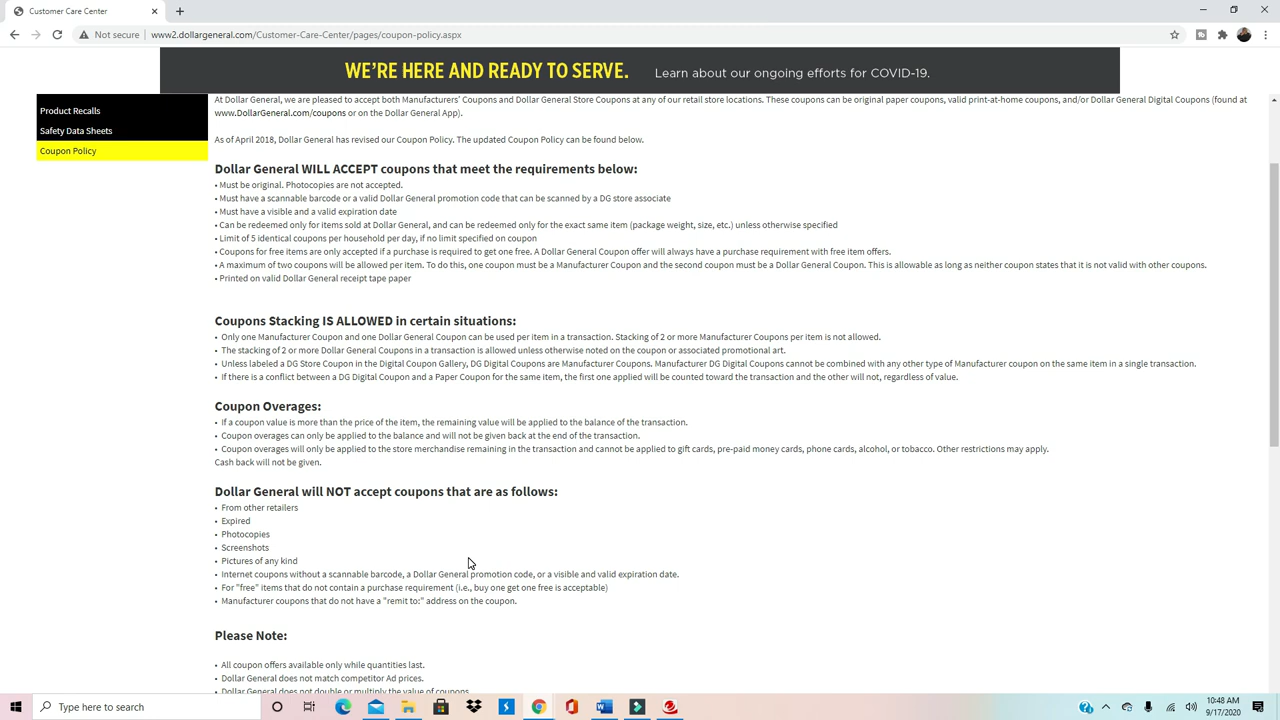 Customer Care Center
Not secure
www2.dollargeneral.com/Customer-Care-Center/pages/coupon-policy.aspx
WE'RE HERE AND READY TO SERVE. Learn about our ongoing efforts for COVID-19.
Product Recalls
Safety Data Sheets
Coupon Policy
At Dollar General, we are pleased to accept both Manufacturers' Coupons and Dollar General Store Coupons at any of our retail store locations. These coupons can be original paper coupons, valid print-at-home coupons, and/or Dollar General Digital Coupons (found at
www.DollarGeneral.com/coupons or on the Dollar General App).
As of April 2018, Dollar General has revised our Coupon Policy. The updated Coupon Policy can be found below.
Dollar General WILL ACCEPT coupons that meet the requirements below:
• Must be original. Photocopies are not accepted.
• Must have a scannable barcode or a valid Dollar General promotion code that can be scanned by a DG store associate
• Must have a visible and a valid expiration date
• Can be redeemed only for items sold at Dollar General, and can be redeemed only for the exact same item (package weight, size, etc.) unless otherwise specified
• Limit of 5 identical coupons per household per day, if no limit specified on coupon
• Coupons for free items are only accepted if a purchase is required to get one free. A Dollar General Coupon offer will always have a purchase requirement with free item offers.
• A maximum of two coupons will be allowed per item. To do this, one coupon must be a Manufacturer Coupon and the second coupon must be a Dollar General Coupon. This is allowable as long as neither coupon states that it is not valid with other coupons.
• Printed on valid Dollar General receipt tape paper
Coupons Stacking IS ALLOWED in certain situations:
• Only one Manufacturer Coupon and one Dollar General Coupon can be used per item in a transaction. Stacking of 2 or more Manufacturer Coupons per item is not allowed.
• The stacking of 2 or more Dollar General Coupons in a transaction is allowed unless otherwise noted on the coupon or associated promotional art.
• Unless labeled a DG Store Coupon in the Digital Coupon Gallery, DG Digital Coupons are Manufacturer Coupons. Manufacturer DG Digital Coupons cannot be combined with any other type of Manufacturer coupon on the same item in a single transaction.
• If there is a conflict between a DG Digital Coupon and a Paper Coupon for the same item, the first one applied will be counted toward the transaction and the other will not, regardless of value.
Coupon Overages:
• If a coupon value is more than the price of the item, the remaining value will be applied to the balance of the transaction.
• Coupon overages can only be applied to the balance and will not be given back at the end of the transaction.
• Coupon overages will only be applied to the store merchandise remaining in the transaction and cannot be applied to gift cards, pre-paid money cards, phone cards, alcohol, or tobacco. Other restrictions may apply.
Cash back will not be given.
Dollar General will NOT accept coupons that are as follows:
• From other retailers
• Expired
• Photocopies
• Screenshots
• Pictures of any kind
• Internet coupons without a scannable barcode, a Dollar General promotion code, or a visible and valid expiration date.
• For "free" items that do not contain a purchase requirement (i.e., buy one get one free is acceptable)
• Manufacturer coupons that do not have a "remit to:" address on the coupon.
Please Note:
• All coupon offers available only while quantities last.
• Dollar General does not match competitor Ad prices.
• Dollar General does not double or multiply the value of coupons
Type here to search
10:48 AM
9/17/2020